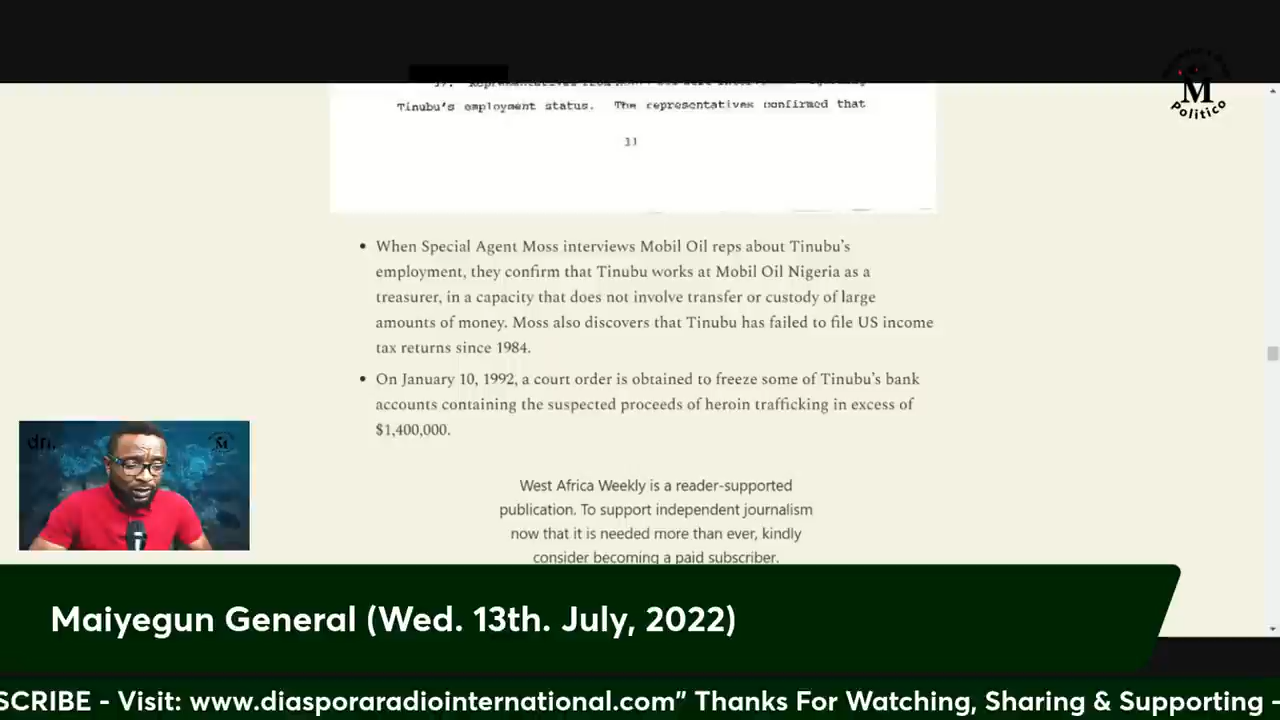 Tinubu's employment status. The representatives confirmed that
11
M
Politico
• When Special Agent Moss interviews Mobil Oil reps about Tinubu's
employment, they confirm that Tinubu works at Mobil Oil Nigeria as a
treasurer, in a capacity that does not involve transfer or custody of large
amounts of money. Moss also discovers that Tinubu has failed to file US income
tax returns since 1984.
• On January 10, 1992, a court order is obtained to freeze some of Tinubu's bank
accounts containing the suspected proceeds of heroin trafficking in excess of
$1,400,000.
West Africa Weekly is a reader-supported
publication. To support independent journalism
now that it is needed more than ever, kindly
consider becoming a paid subscriber.
dri.
M
Maiyegun General (Wed. 13th. July, 2022)
SCRIBE - Visit: www.diasporaradiointernational.com” Thanks For Watching, Sharing & Supporting -